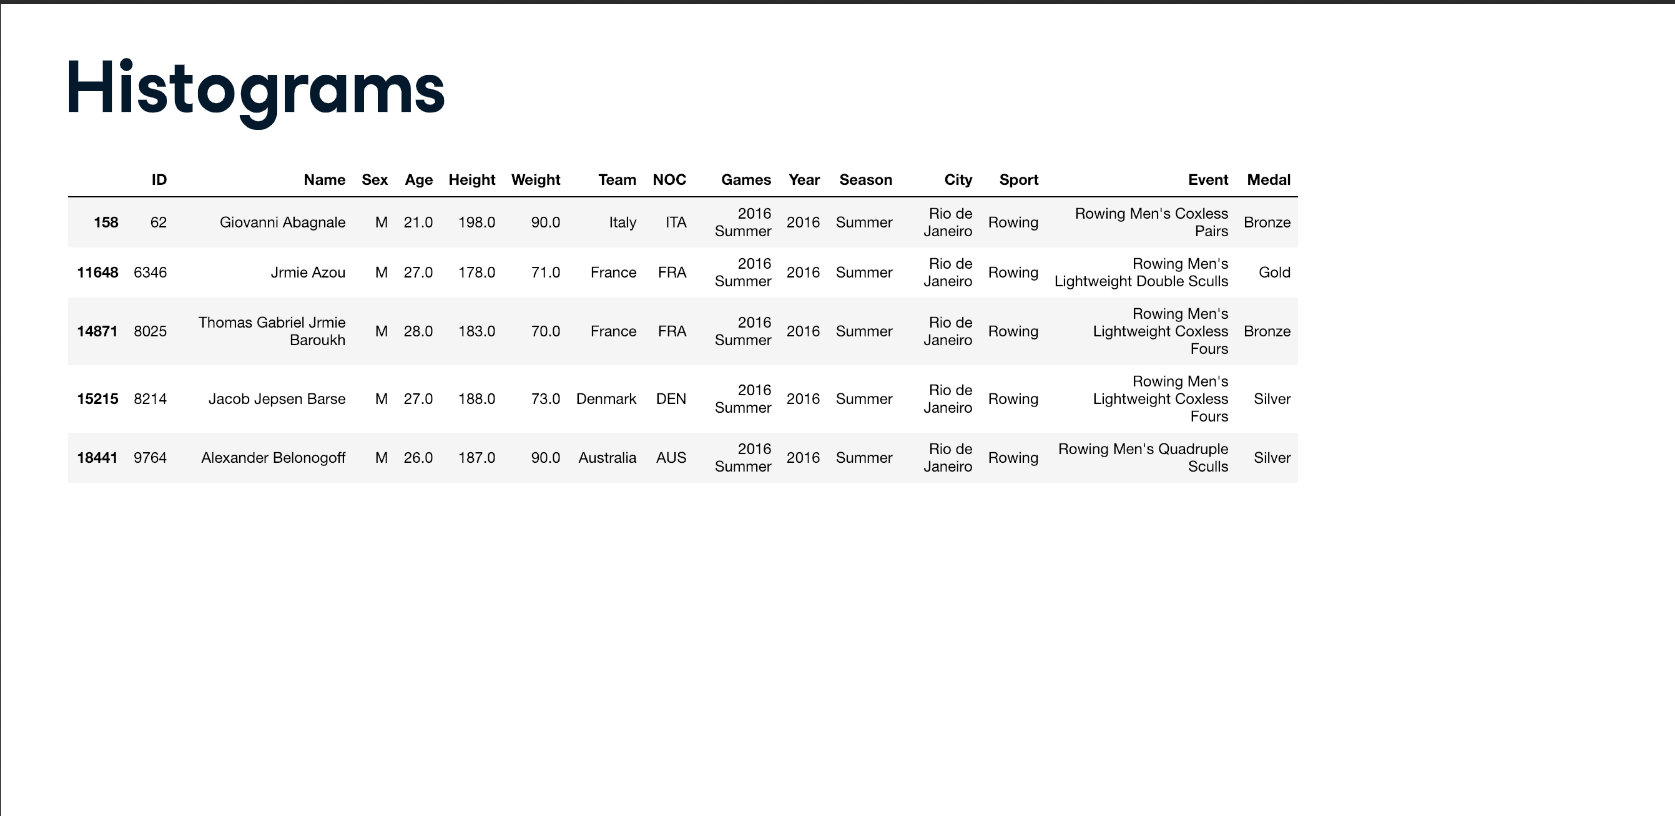 Histograms
ID Name Sex Age Height Weight Team NOC Games Year Season City Sport Event Medal
158 62 Giovanni Abagnale M 21.0 198.0 90.0 Italy ITA 2016 Summer 2016 Summer Rio de Janeiro Rowing Rowing Men's Coxless Pairs Bronze
11648 6346 Jrmie Azou M 27.0 178.0 71.0 France FRA 2016 Summer 2016 Summer Rio de Janeiro Rowing Rowing Men's Lightweight Double Sculls Gold
14871 8025 Thomas Gabriel Jrmie Baroukh M 28.0 183.0 70.0 France FRA 2016 Summer 2016 Summer Rio de Janeiro Rowing Rowing Men's Lightweight Coxless Fours Bronze
15215 8214 Jacob Jepsen Barse M 27.0 188.0 73.0 Denmark DEN 2016 Summer 2016 Summer Rio de Janeiro Rowing Rowing Men's Lightweight Coxless Fours Silver
18441 9764 Alexander Belonogoff M 26.0 187.0 90.0 Australia AUS 2016 Summer 2016 Summer Rio de Janeiro Rowing Rowing Men's Quadruple Sculls Silver